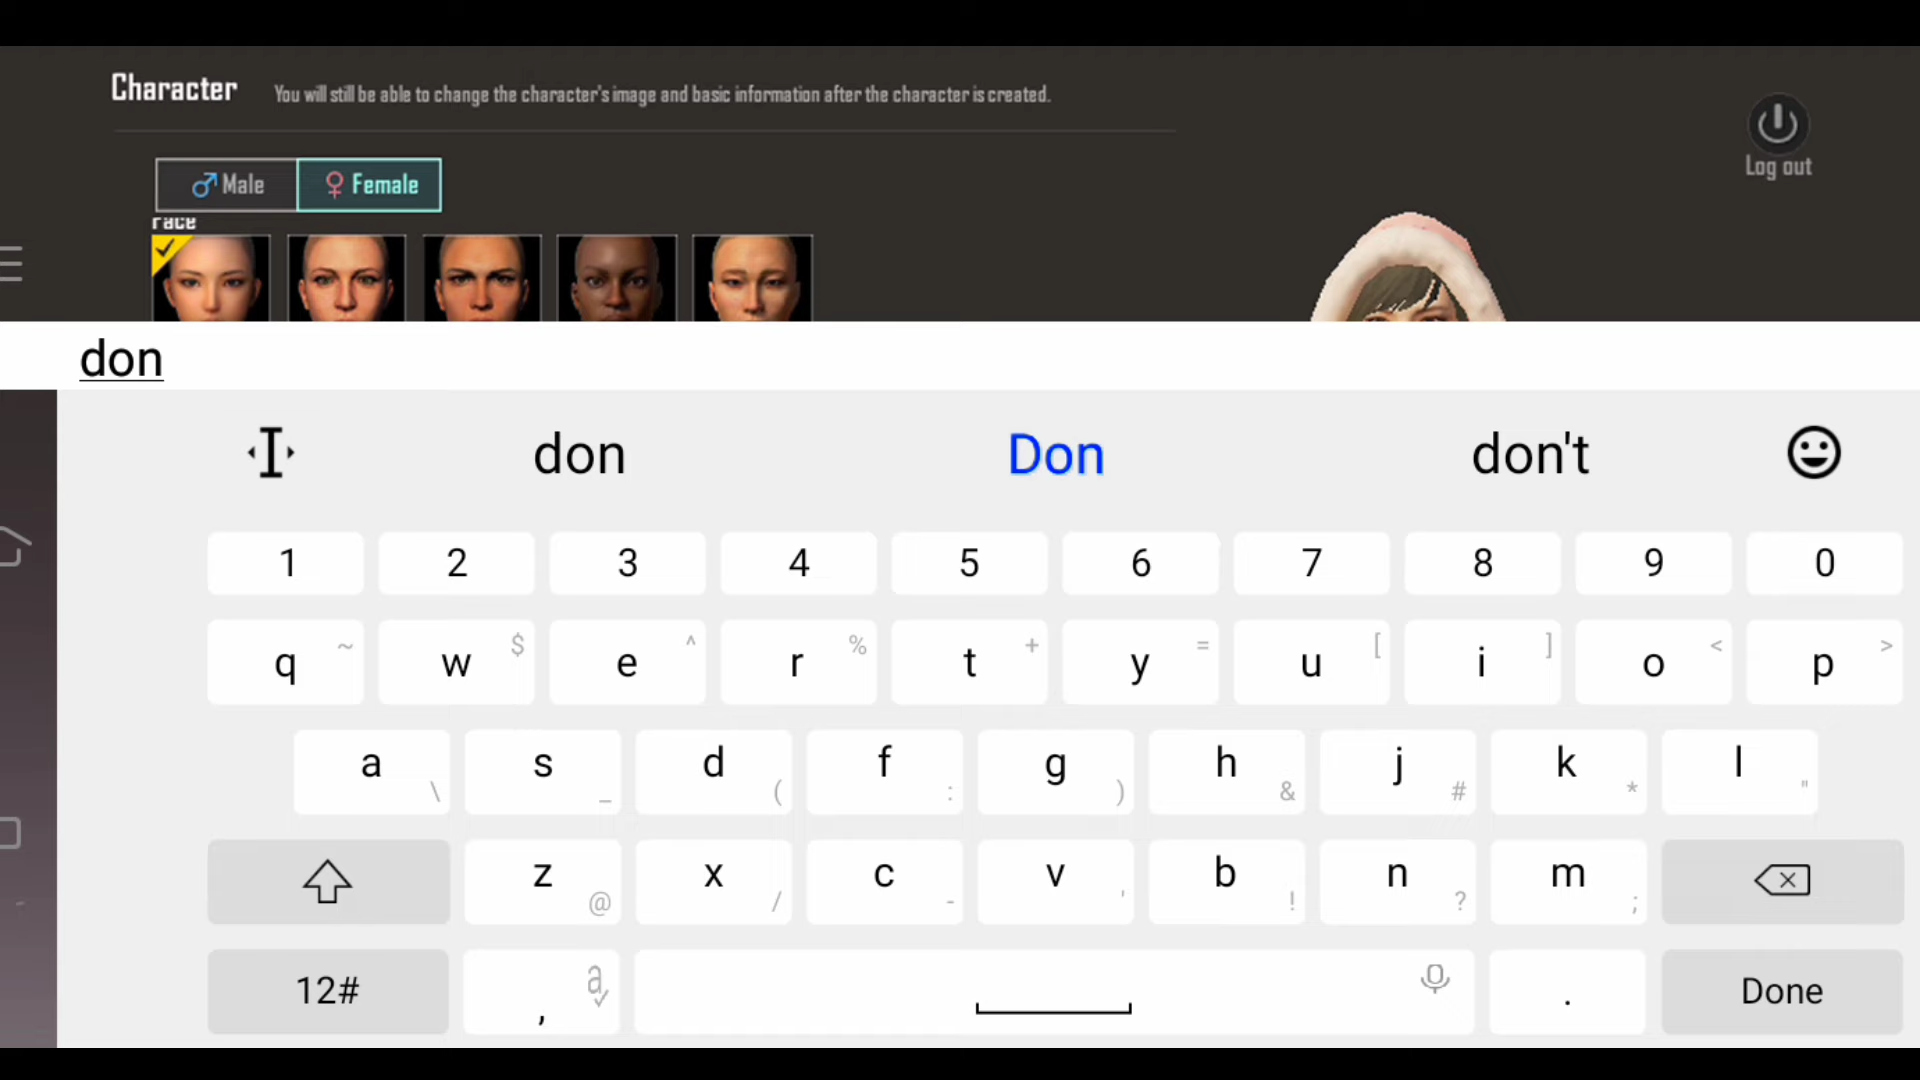 Character You will still be able to change the character's image and basic information after the character is created.
Log out
Male Female
Face
don
don Don don't
1 2 3 4 5 6 7 8 9 0
q ~ w $ e ^ r % t + y = u [ i ] o < p >
a \ s _ d ( f : g ) h & j # k * l "
z @ x / c - v ' b ! n ? m ;
12# , a . Done